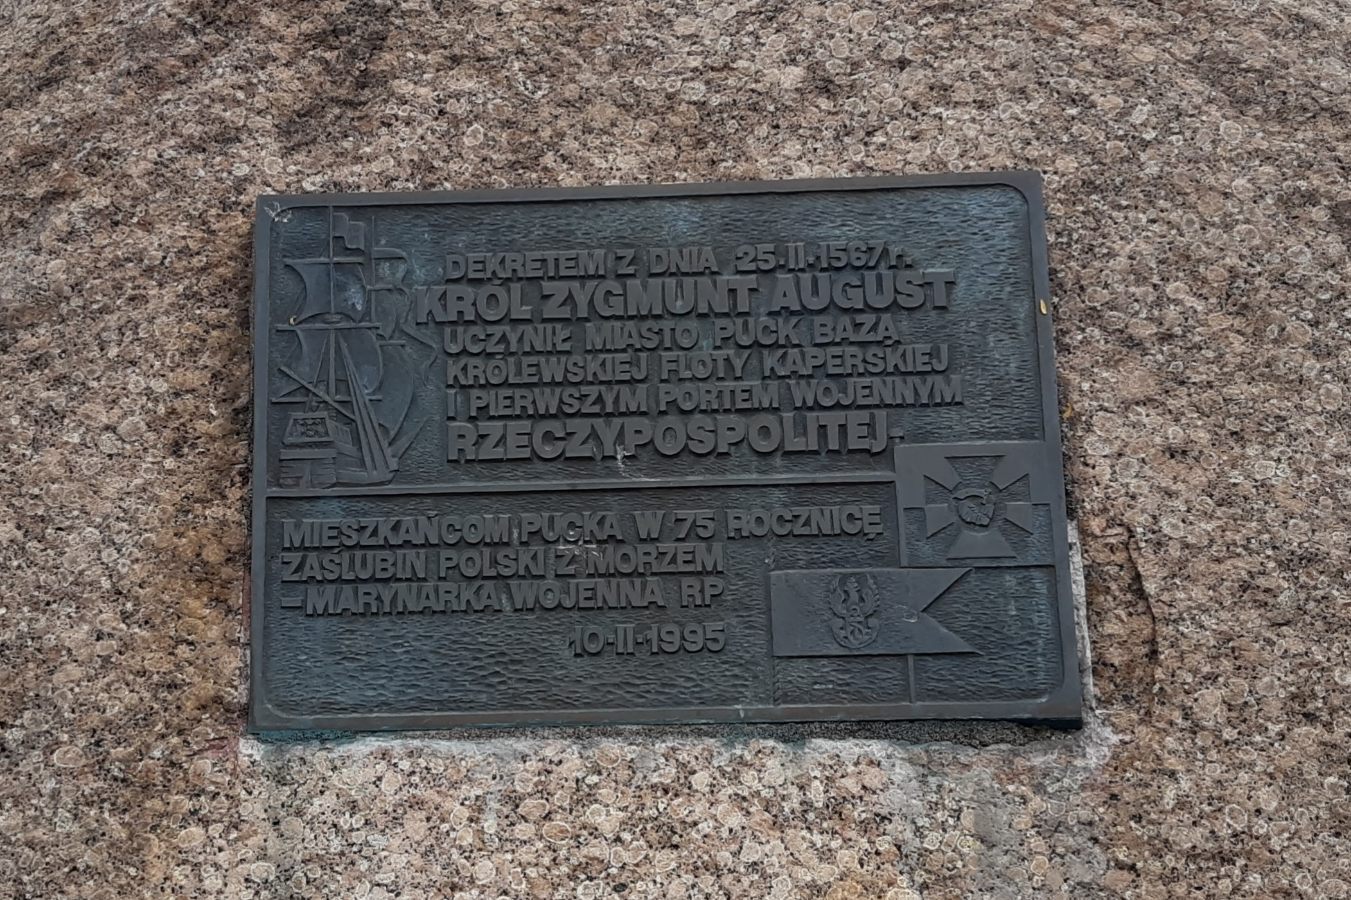 DEKRETEM Z DNIA 25.II.1567r.
KRÓL ZYGMUNT AUGUST
UCZYNIŁ MIASTO PUCK BAZĄ
KRÓLEWSKIEJ FLOTY KAPERSKIEJ
I PIERWSZYM PORTEM WOJENNYM
RZECZYPOSPOLITEJ
MIESZKAŃCOM PUCKA W 75 ROCZNICĘ
ZAŚLUBIN POLSKI Z MORZEM
-MARYNARKA WOJENNA RP
10-II-1995